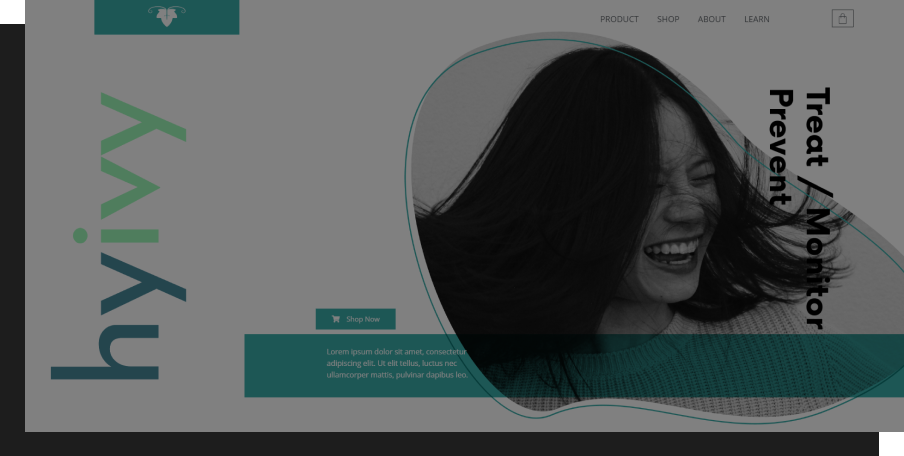 PRODUCT SHOP ABOUT LEARN
hyivy
Treat / Monitor
Prevent
Shop Now
Lorem ipsum dolor sit amet, consectetur
adipiscing elit. Ut elit tellus, luctus nec
ullamcorper mattis, pulvinar dapibus leo.